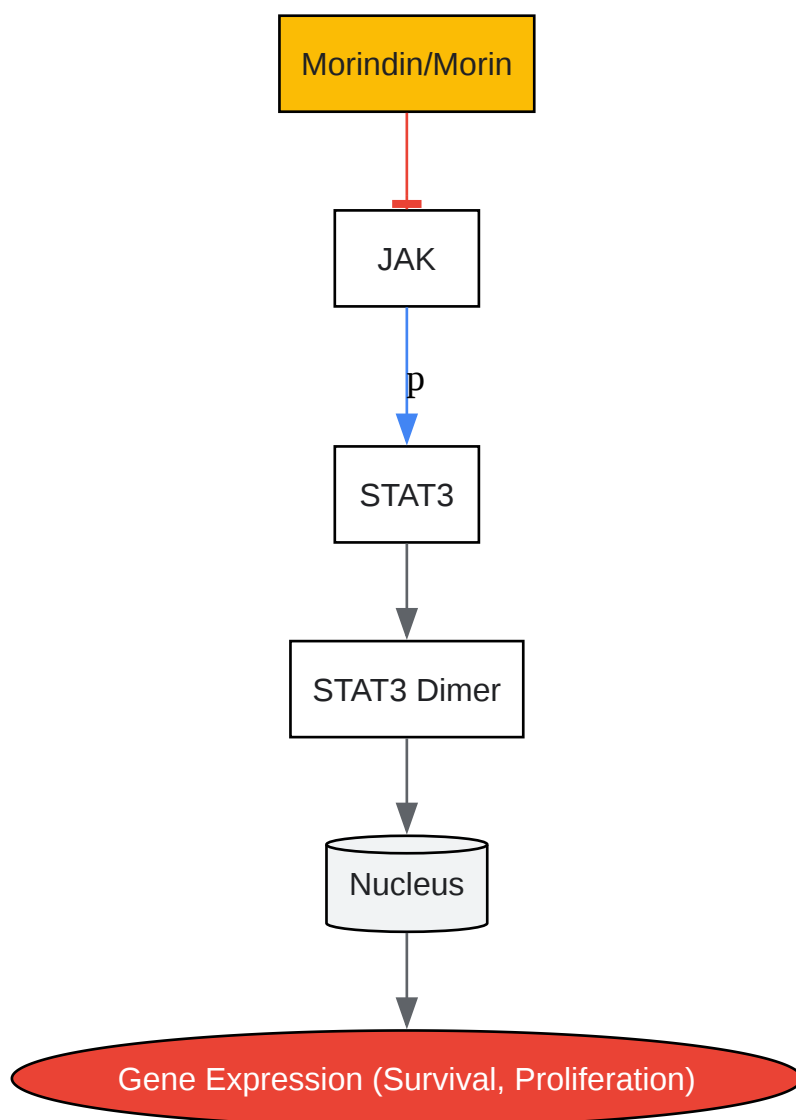 Morindin/Morin
JAK
p
STAT3
STAT3 Dimer
Nucleus
Gene Expression (Survival, Proliferation)